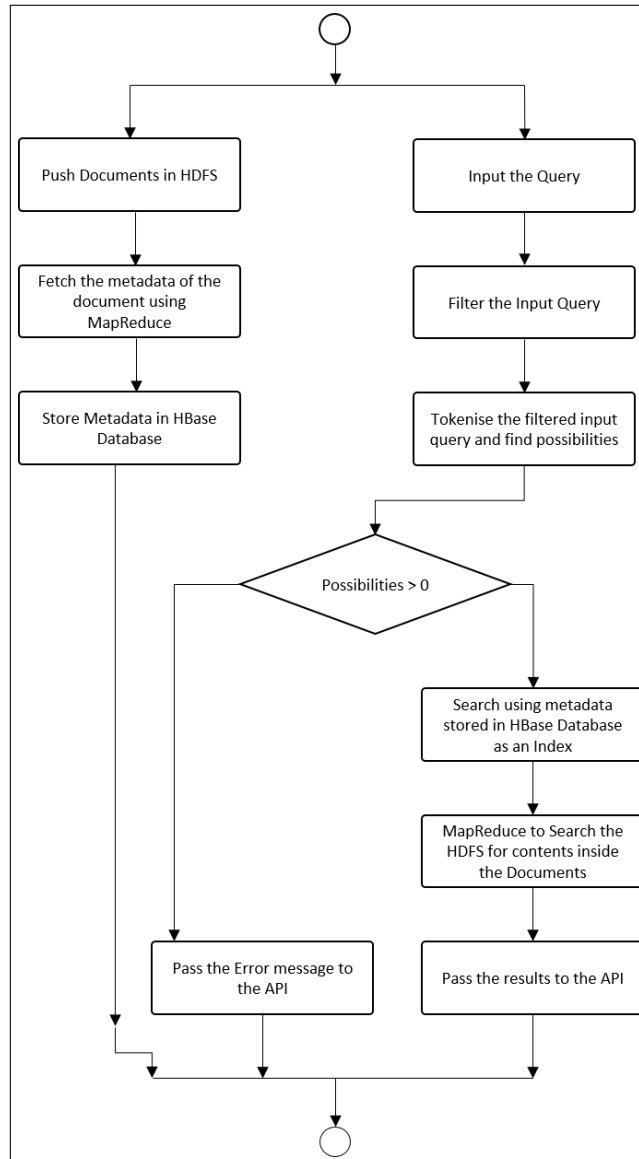 Push Documents in HDFS
Input the Query
Fetch the metadata of the
document using
MapReduce
Filter the Input Query
Store Metadata in HBase
Database
Tokenise the filtered input
query and find possibilities
Possibilities > 0
Search using metadata
stored in HBase Database
as an Index
MapReduce to Search the
HDFS for contents inside
the Documents
Pass the Error message to
the API
Pass the results to the API